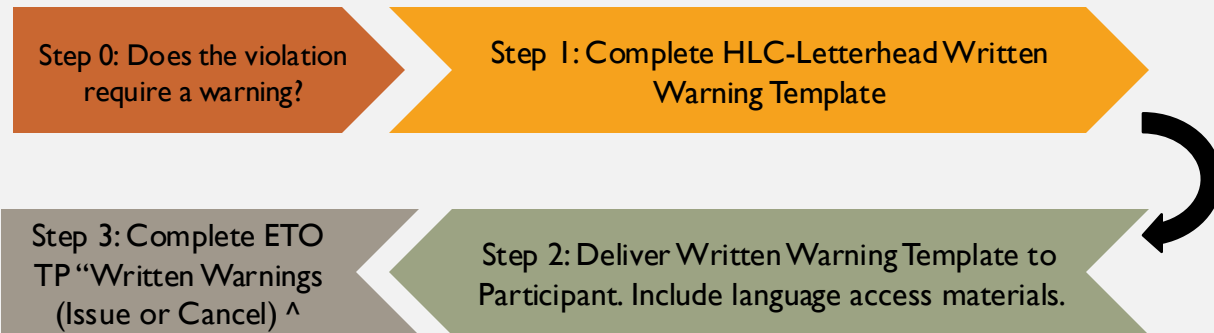 Step 0: Does the violation
require a warning?
Step 1: Complete HLC-Letterhead Written
Warning Template
Step 2: Deliver Written Warning Template to
Participant. Include language access materials.
Step 3: Complete ETO
TP “Written Warnings
(Issue or Cancel) ^